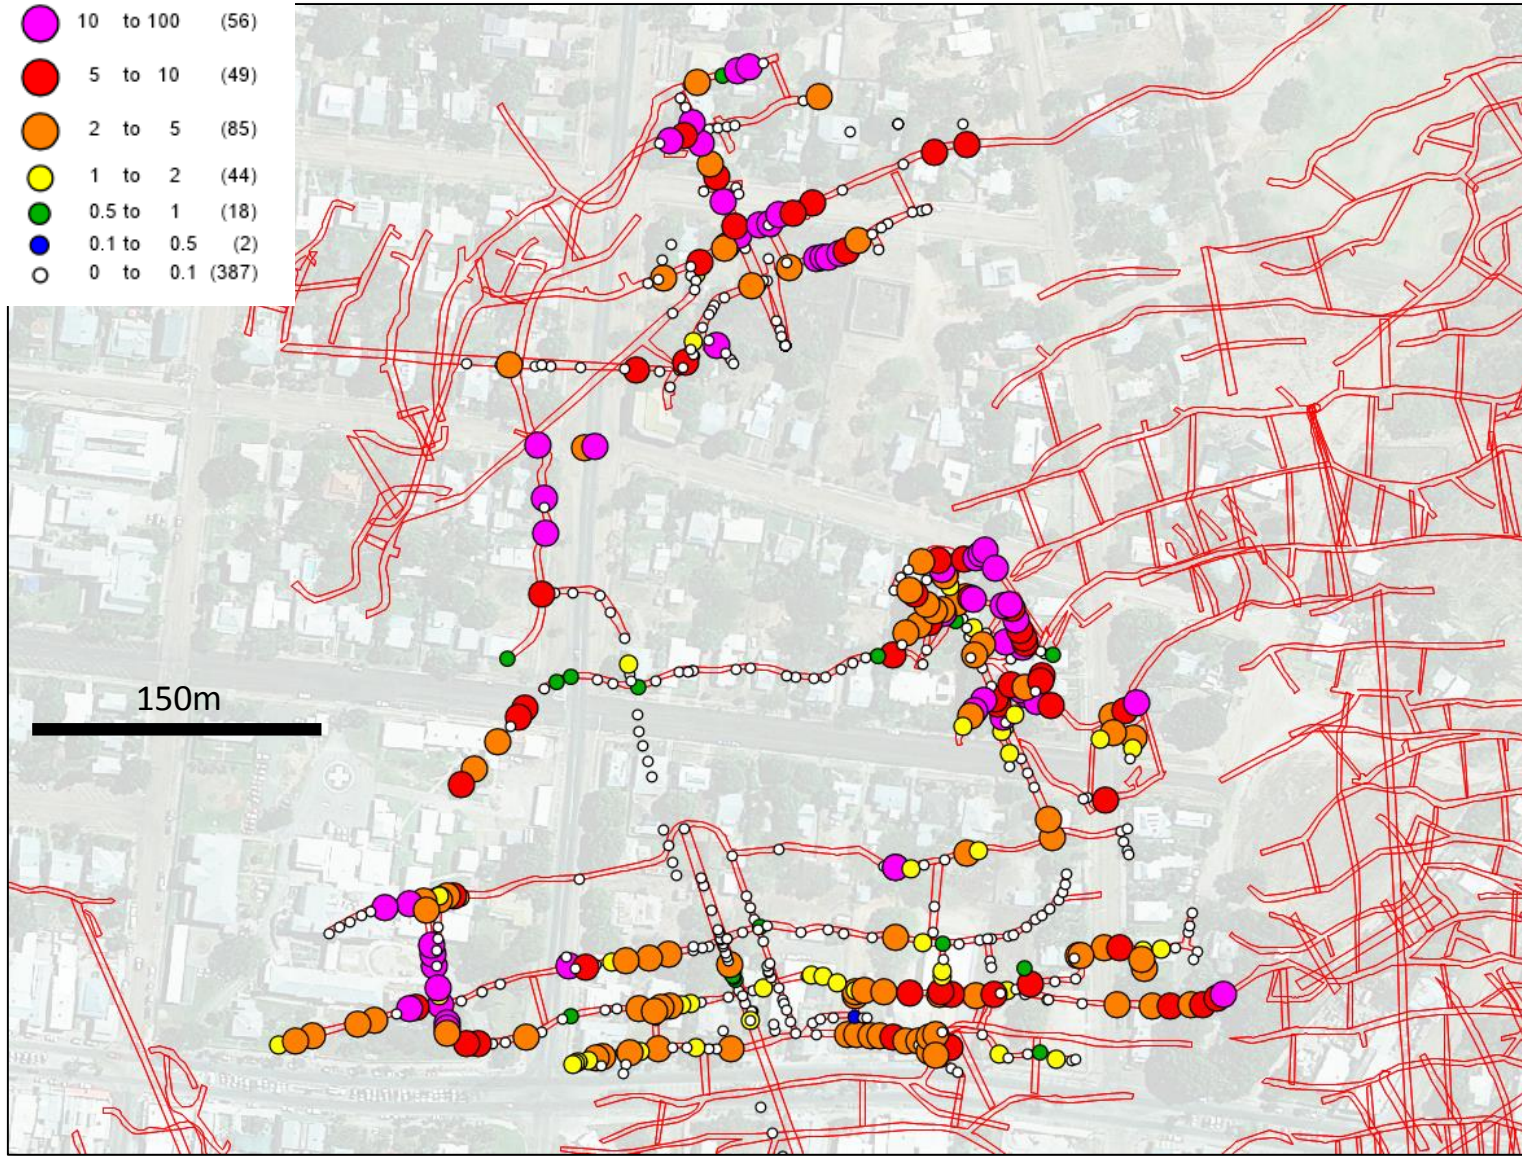 10 to 100 (56)
5 to 10 (49)
2 to 5 (85)
1 to 2 (44)
0.5 to 1 (18)
0.1 to 0.5 (2)
0 to 0.1 (387)
150m